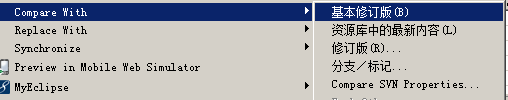 Compare With
Replace With
Synchronize
Preview in Mobile Web Simulator
MyEclipse
基本修订版(B)
资源库中的最新内容(L)
修订版(R)...
分支／标记...
Compare SVN Properties...